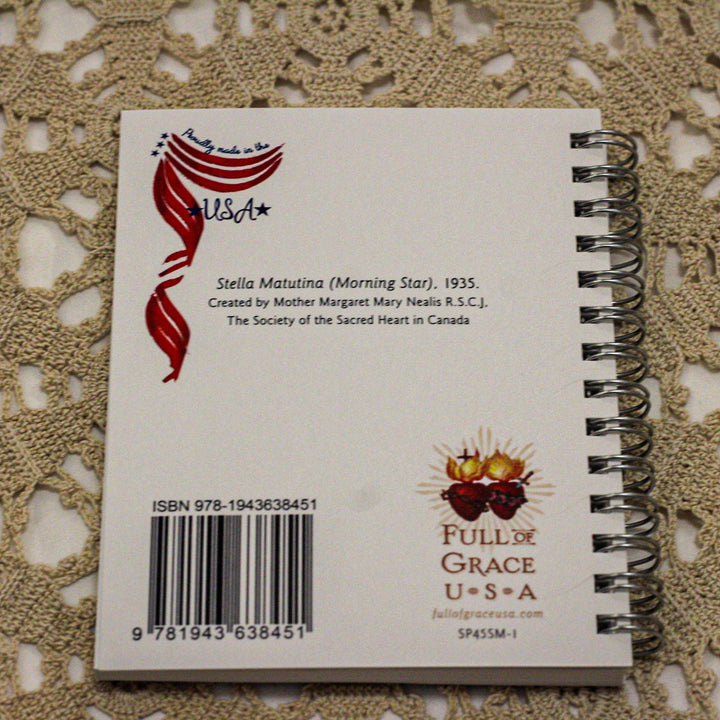 Proudly made in the
★USA★
Stella Matutina (Morning Star), 1935.
Created by Mother Margaret Mary Nealis R.S.C.J.
The Society of the Sacred Heart in Canada
FULL OF
GRACE
U•S•A
fullofgraceusa.com
SP45SM-1
ISBN 978-1943638451
9 781943 638451